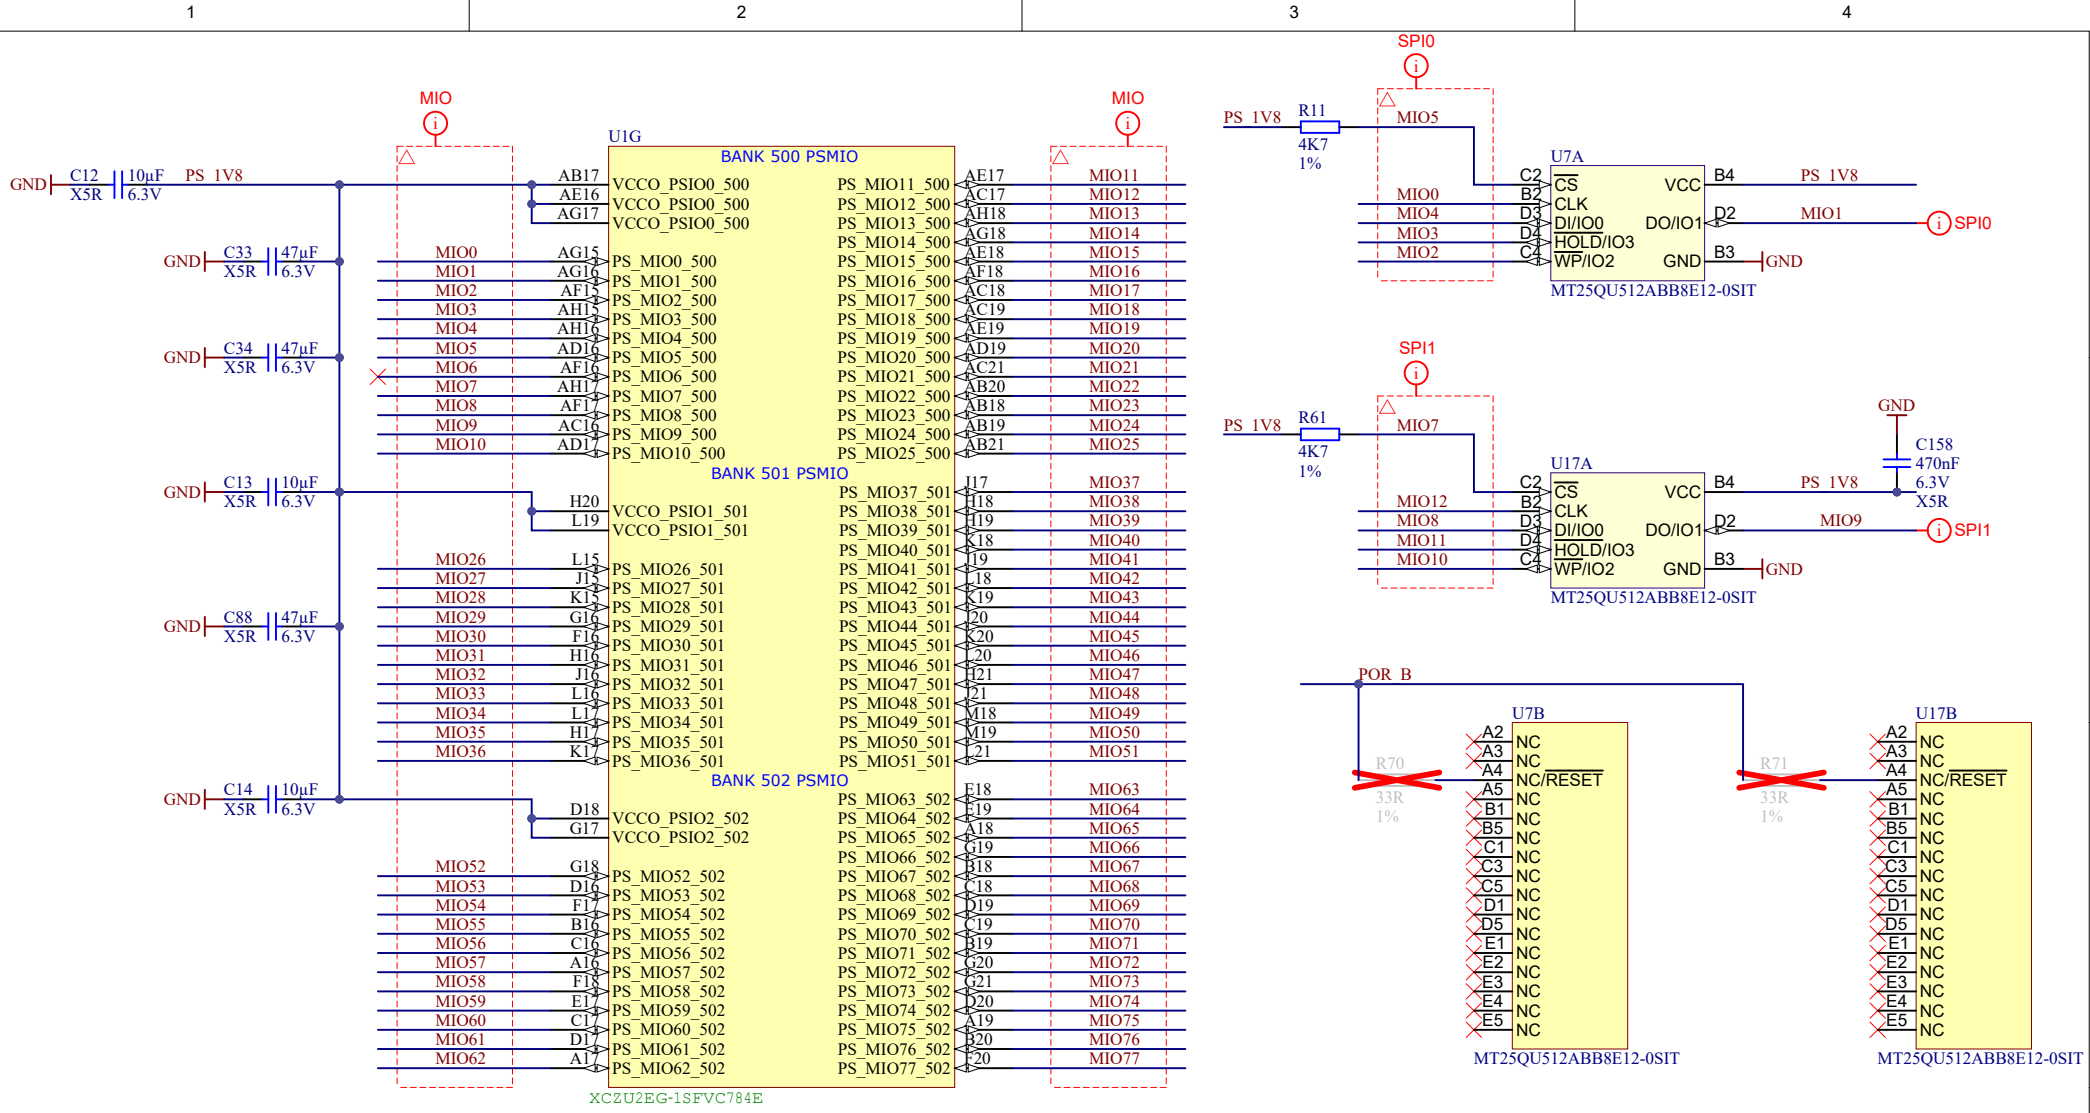 1 2 3 4
MIO
MIO
U1G
BANK 500 PSMIO
GND C12 10µF PS_1V8
X5R 6.3V
GND C33 47µF
X5R 6.3V
GND C34 47µF
X5R 6.3V
GND C13 10µF
X5R 6.3V
GND C88 47µF
X5R 6.3V
GND C14 10µF
X5R 6.3V
AB17 VCCO_PSIO0_500
AE16 VCCO_PSIO0_500
AG17 VCCO_PSIO0_500
MIO0 AG15 PS_MIO0_500
MIO1 AG16 PS_MIO1_500
MIO2 AF15 PS_MIO2_500
MIO3 AH15 PS_MIO3_500
MIO4 AH16 PS_MIO4_500
MIO5 AD16 PS_MIO5_500
MIO6 AF16 PS_MIO6_500
MIO7 AH17 PS_MIO7_500
MIO8 AF17 PS_MIO8_500
MIO9 AC16 PS_MIO9_500
MIO10 AD17 PS_MIO10_500
PS_MIO11_500 AE17 MIO11
PS_MIO12_500 AC17 MIO12
PS_MIO13_500 AH18 MIO13
PS_MIO14_500 AG18 MIO14
PS_MIO15_500 AE18 MIO15
PS_MIO16_500 AF18 MIO16
PS_MIO17_500 AC18 MIO17
PS_MIO18_500 AC19 MIO18
PS_MIO19_500 AE19 MIO19
PS_MIO20_500 AD19 MIO20
PS_MIO21_500 AC21 MIO21
PS_MIO22_500 AB20 MIO22
PS_MIO23_500 AB18 MIO23
PS_MIO24_500 AB19 MIO24
PS_MIO25_500 AB21 MIO25
BANK 501 PSMIO
H20 VCCO_PSIO1_501
L19 VCCO_PSIO1_501
MIO26 L15 PS_MIO26_501
MIO27 J15 PS_MIO27_501
MIO28 K15 PS_MIO28_501
MIO29 G16 PS_MIO29_501
MIO30 F16 PS_MIO30_501
MIO31 H16 PS_MIO31_501
MIO32 J16 PS_MIO32_501
MIO33 L16 PS_MIO33_501
MIO34 L17 PS_MIO34_501
MIO35 H17 PS_MIO35_501
MIO36 K17 PS_MIO36_501
PS_MIO37_501 J17 MIO37
PS_MIO38_501 H18 MIO38
PS_MIO39_501 H19 MIO39
PS_MIO40_501 K18 MIO40
PS_MIO41_501 J19 MIO41
PS_MIO42_501 L18 MIO42
PS_MIO43_501 K19 MIO43
PS_MIO44_501 J20 MIO44
PS_MIO45_501 K20 MIO45
PS_MIO46_501 L20 MIO46
PS_MIO47_501 H21 MIO47
PS_MIO48_501 J21 MIO48
PS_MIO49_501 M18 MIO49
PS_MIO50_501 M19 MIO50
PS_MIO51_501 L21 MIO51
BANK 502 PSMIO
D18 VCCO_PSIO2_502
G17 VCCO_PSIO2_502
MIO52 G18 PS_MIO52_502
MIO53 D16 PS_MIO53_502
MIO54 F17 PS_MIO54_502
MIO55 B16 PS_MIO55_502
MIO56 C16 PS_MIO56_502
MIO57 A16 PS_MIO57_502
MIO58 F18 PS_MIO58_502
MIO59 E17 PS_MIO59_502
MIO60 C17 PS_MIO60_502
MIO61 D17 PS_MIO61_502
MIO62 A17 PS_MIO62_502
PS_MIO63_502 E18 MIO63
PS_MIO64_502 E19 MIO64
PS_MIO65_502 A18 MIO65
PS_MIO66_502 G19 MIO66
PS_MIO67_502 B18 MIO67
PS_MIO68_502 C18 MIO68
PS_MIO69_502 D19 MIO69
PS_MIO70_502 C19 MIO70
PS_MIO71_502 B19 MIO71
PS_MIO72_502 G20 MIO72
PS_MIO73_502 G21 MIO73
PS_MIO74_502 D20 MIO74
PS_MIO75_502 A19 MIO75
PS_MIO76_502 B20 MIO76
PS_MIO77_502 F20 MIO77
XCZU2EG-1SFVC784E
SPI0
PS_1V8 R11 MIO5
4K7
1%
U7A
C2 CS VCC B4 PS_1V8
MIO0 B2 CLK
MIO4 D3 DI/IO0 DO/IO1 D2 MIO1 SPI0
MIO3 D4 HOLD/IO3
MIO2 C4 WP/IO2 GND B3 GND
MT25QU512ABB8E12-0SIT
SPI1
PS_1V8 R61 MIO7
4K7
1%
GND
C158
470nF
6.3V
X5R
U17A
C2 CS VCC B4 PS_1V8
MIO12 B2 CLK
MIO8 D3 DI/IO0 DO/IO1 D2 MIO9 SPI1
MIO11 D4 HOLD/IO3
MIO10 C4 WP/IO2 GND B3 GND
MT25QU512ABB8E12-0SIT
POR_B
R70
33R
1%
U7B
A2 NC
A3 NC
A4 NC/RESET
A5 NC
B1 NC
B5 NC
C1 NC
C3 NC
C5 NC
D1 NC
D5 NC
E1 NC
E2 NC
E3 NC
E4 NC
E5 NC
MT25QU512ABB8E12-0SIT
R71
33R
1%
U17B
A2 NC
A3 NC
A4 NC/RESET
A5 NC
B1 NC
B5 NC
C1 NC
C3 NC
C5 NC
D1 NC
D5 NC
E1 NC
E2 NC
E3 NC
E4 NC
E5 NC
MT25QU512ABB8E12-0SIT